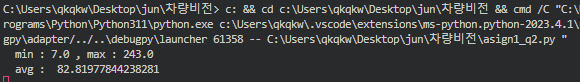 PS C:\Users\qkqkw\Desktop\jun\차량비전> c: && cd c:\Users\qkqkw\Desktop\jun\차량비전 && cmd /C "C:\
rograms\Python\Python311\python.exe c:\Users\qkqkw\.vscode\extensions\ms-python.python-2023.4.1\
gpy\adapter/../..\debugpy\launcher 61358 -- C:\Users\qkqkw\Desktop\jun\차량비전\asign1_q2.py "
min : 7.0 , max : 243.0
avg : 82.81977844238281